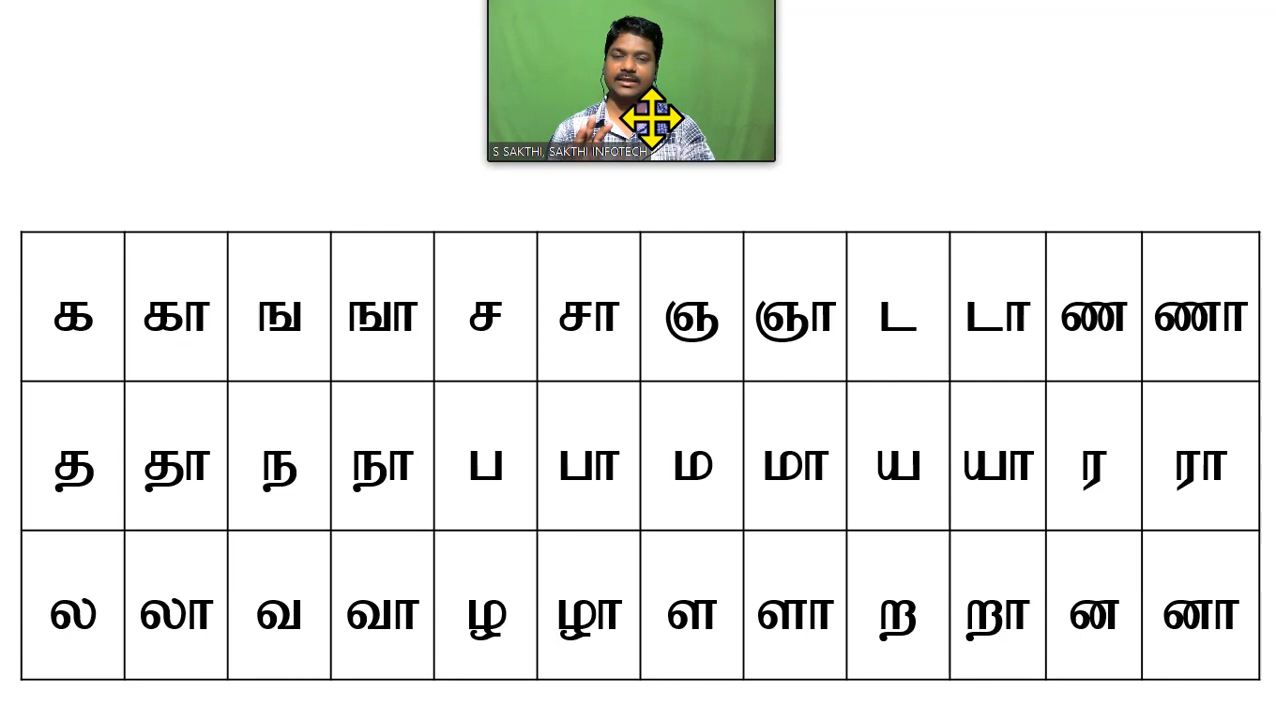 S SAKTHI, SAKTHI INFOTECH
க கா ங ஙா ச சா ஞ ஞா ட டா ண ணா
த தா ந நா ப பா ம மா ய யா ர ரா
ல லா வ வா ழ ழா ள ளா ற றா ன னா